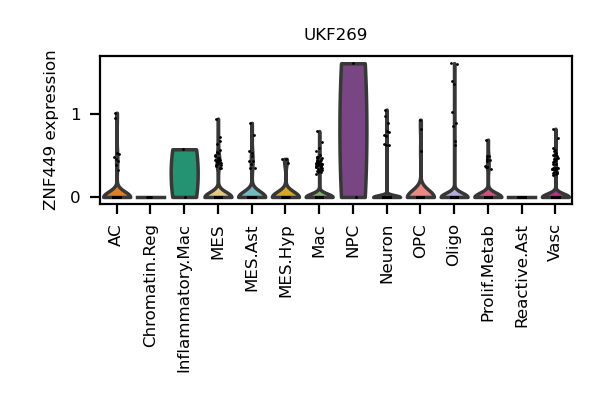 UKF269
ZNF449 expression
1
0
AC
Chromatin.Reg
Inflammatory.Mac
MES
MES.Ast
MES.Hyp
Mac
NPC
Neuron
OPC
Oligo
Prolif.Metab
Reactive.Ast
Vasc